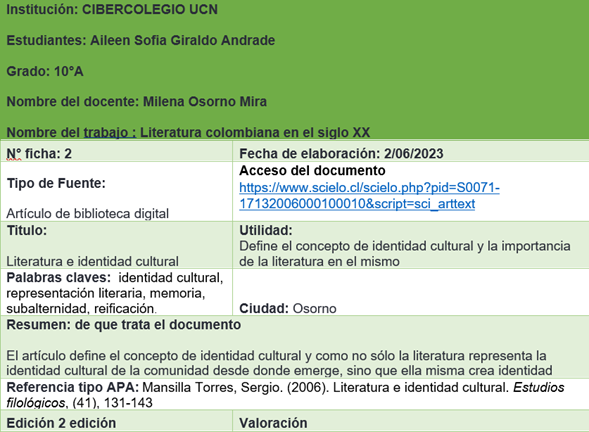 Institución: CIBERCOLEGIO UCN
Estudiantes: Aileen Sofia Giraldo Andrade
Grado: 10°A
Nombre del docente: Milena Osorno Mira
Nombre del trabajo : Literatura colombiana en el siglo XX
N° ficha: 2
Fecha de elaboración: 2/06/2023
Tipo de Fuente:
Artículo de biblioteca digital
Acceso del documento
https://www.scielo.cl/scielo.php?pid=S0071-
17132006000100010&script=sci_arttext
Titulo:
Literatura e identidad cultural
Utilidad:
Define el concepto de identidad cultural y la importancia
de la literatura en el mismo
Palabras claves: identidad cultural,
representación literaria, memoria,
subalternidad, reificación.
Ciudad: Osorno
Resumen: de que trata el documento
El artículo define el concepto de identidad cultural y como no sólo la literatura representa la
identidad cultural de la comunidad desde donde emerge, sino que ella misma crea identidad
Referencia tipo APA: Mansilla Torres, Sergio. (2006). Literatura e identidad cultural. Estudios
filológicos, (41), 131-143
Edición 2 edición
Valoración